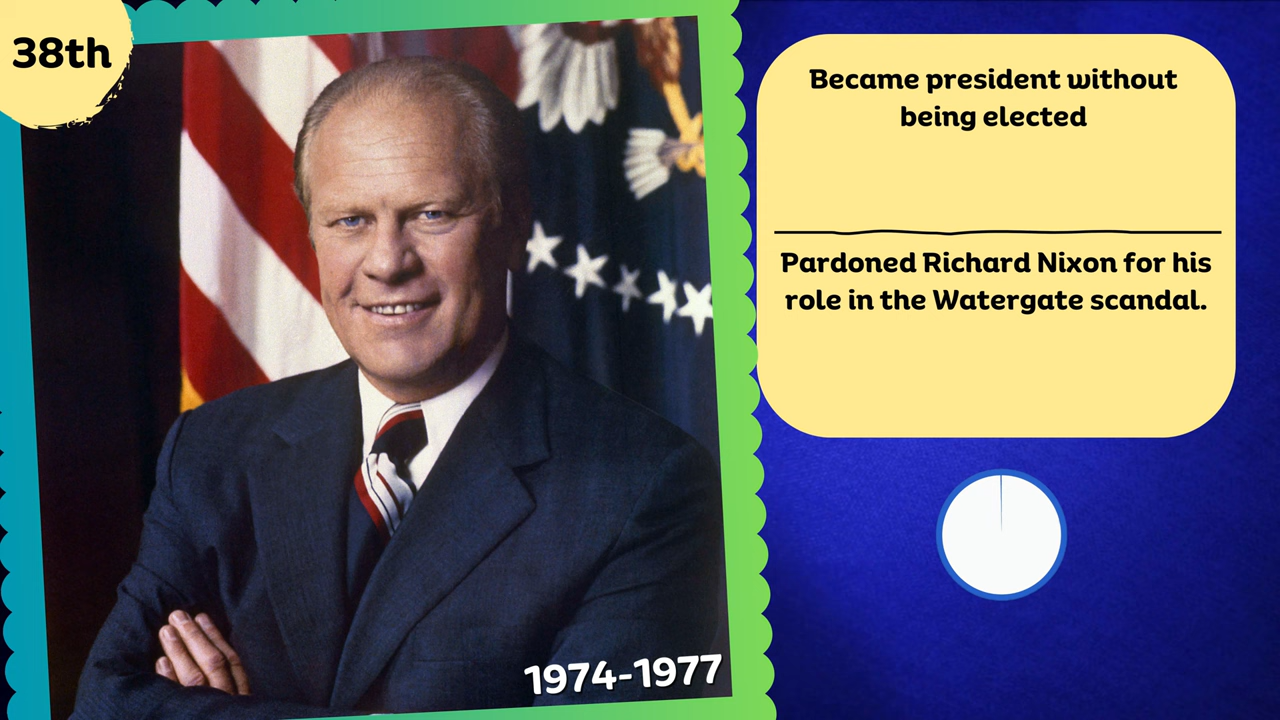 38th
Became president without
being elected
Pardoned Richard Nixon for his
role in the Watergate scandal.
1974-1977